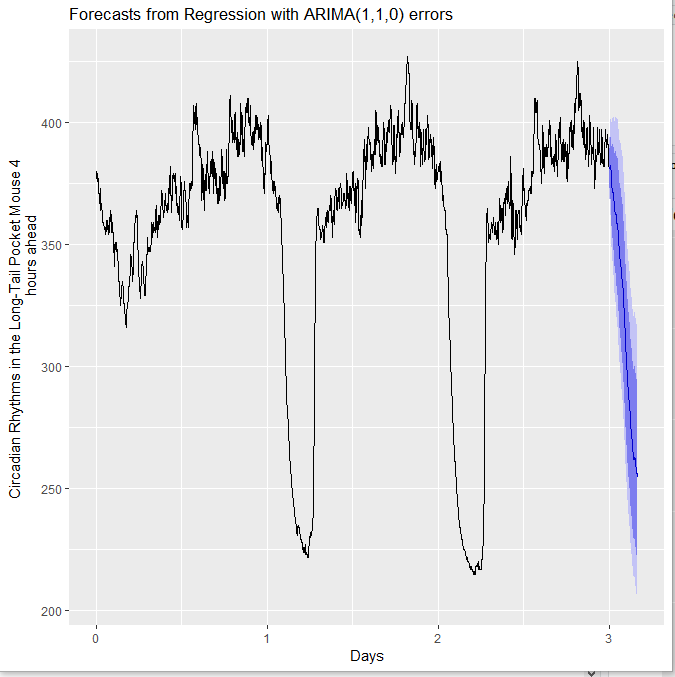 Forecasts from Regression with ARIMA(1,1,0) errors
Circadian Rhythms in the Long-Tail Pocket Mouse 4
hours ahead
400
350
300
250
200
0
1
2
3
Days